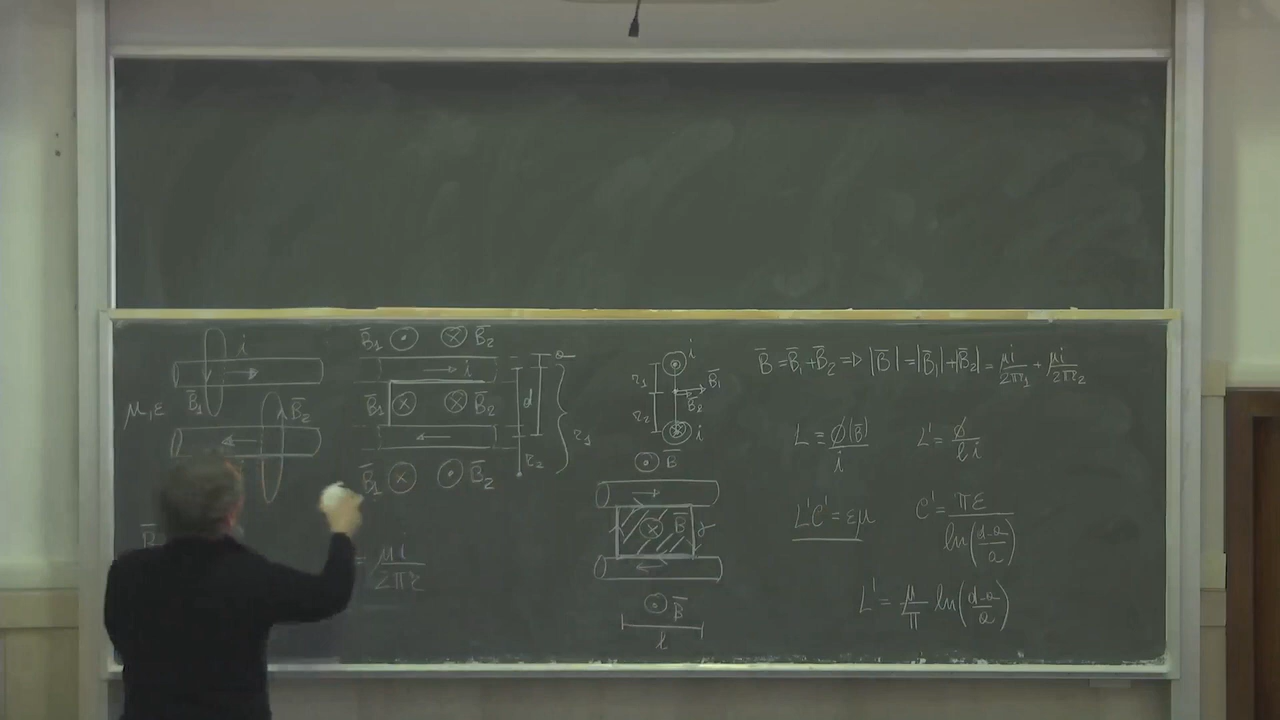 i
B̄₁
μ, ε
B̄₂
B̄₁ ⊙ ⊗ B̄₂
i
B̄₁ ⊗ ⊗ B̄₂
B̄₁ ⊗ ⊙ B̄₂
a
d
r₂
r₁
= μi/2πr
i
r₁
B̄₁
B̄₂
r₂
i
⊙ B̄
⊗ B̄ γ
⊙ B̄
l
B̄ = B̄₁ + B̄₂ ⇒ |B̄| = |B̄₁| + |B̄₂| = μi/2πr₁ + μi/2πr₂
L = ϕ(B̄)/i L' = ϕ/li
L'C' = εμ C' = πε/ln((d-a)/a)
L' = μ/π ln((d-a)/a)